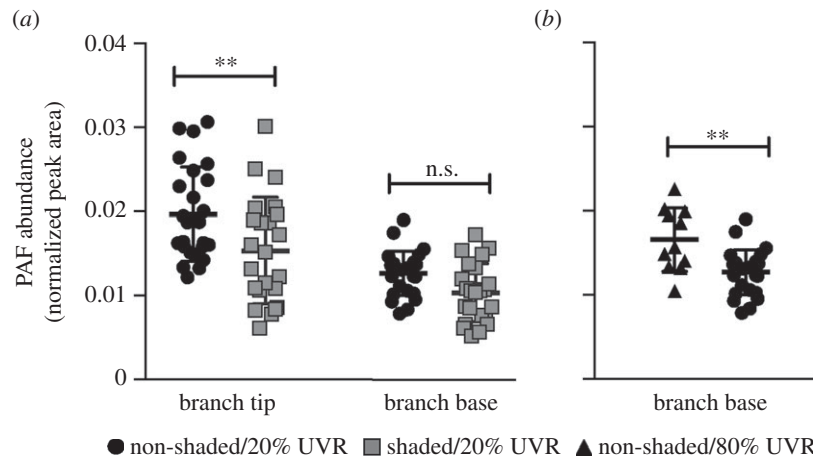 (a)
(b)
0.04
0.03
0.02
0.01
0
PAF abundance
(normalized peak area)
**
n.s.
**
branch tip
branch base
branch base
non-shaded/20% UVR
shaded/20% UVR
non-shaded/80% UVR